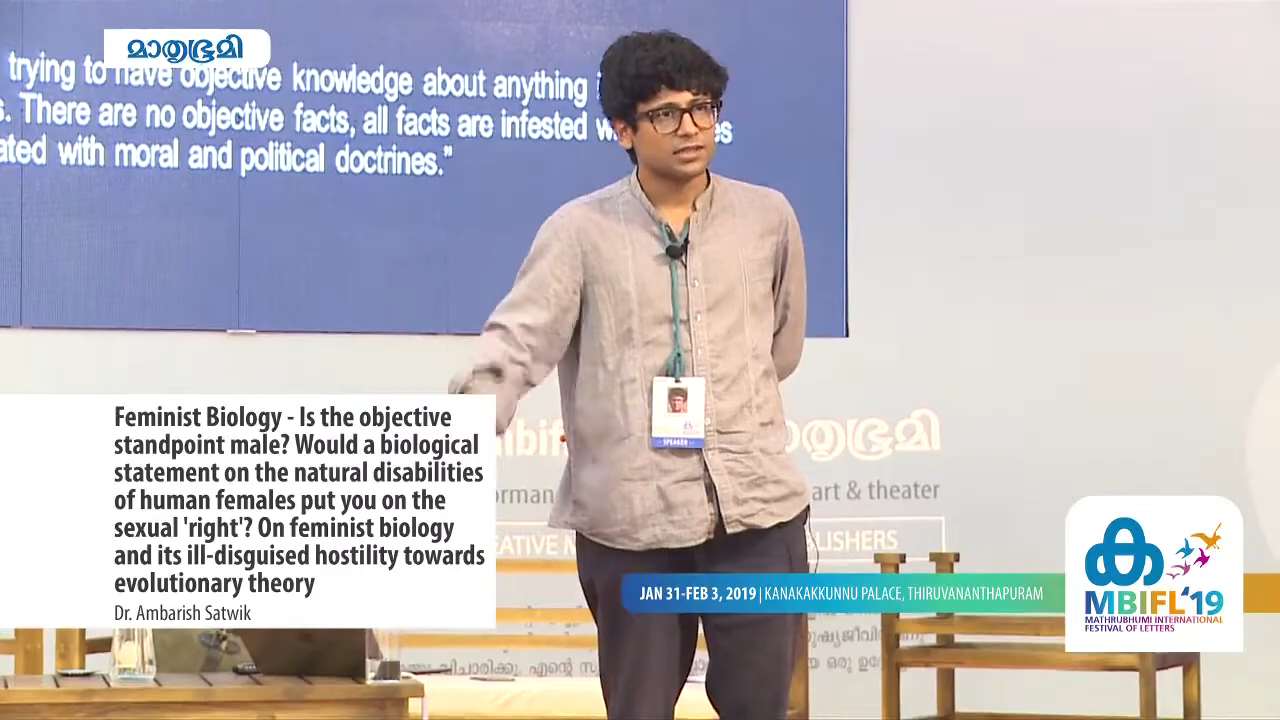 മാതൃഭൂമി
trying to have objective knowledge about anything
There are no objective facts, all facts are infested
with moral and political doctrines."
SPEAKER
mbif
മാതൃഭൂമി
art & theater
Feminist Biology - Is the objective
standpoint male? Would a biological
statement on the natural disabilities
of human females put you on the
sexual 'right'? On feminist biology
and its ill-disguised hostility towards
evolutionary theory
Dr. Ambarish Satwik
JAN 31-FEB 3, 2019 | KANAKAKKUNNU PALACE, THIRUVANANTHAPURAM
ക
MBIFL'19
MATHRUBHUMI INTERNATIONAL
FESTIVAL OF LETTERS
വിചാരിക്കു. എന്റെ
ഒരു